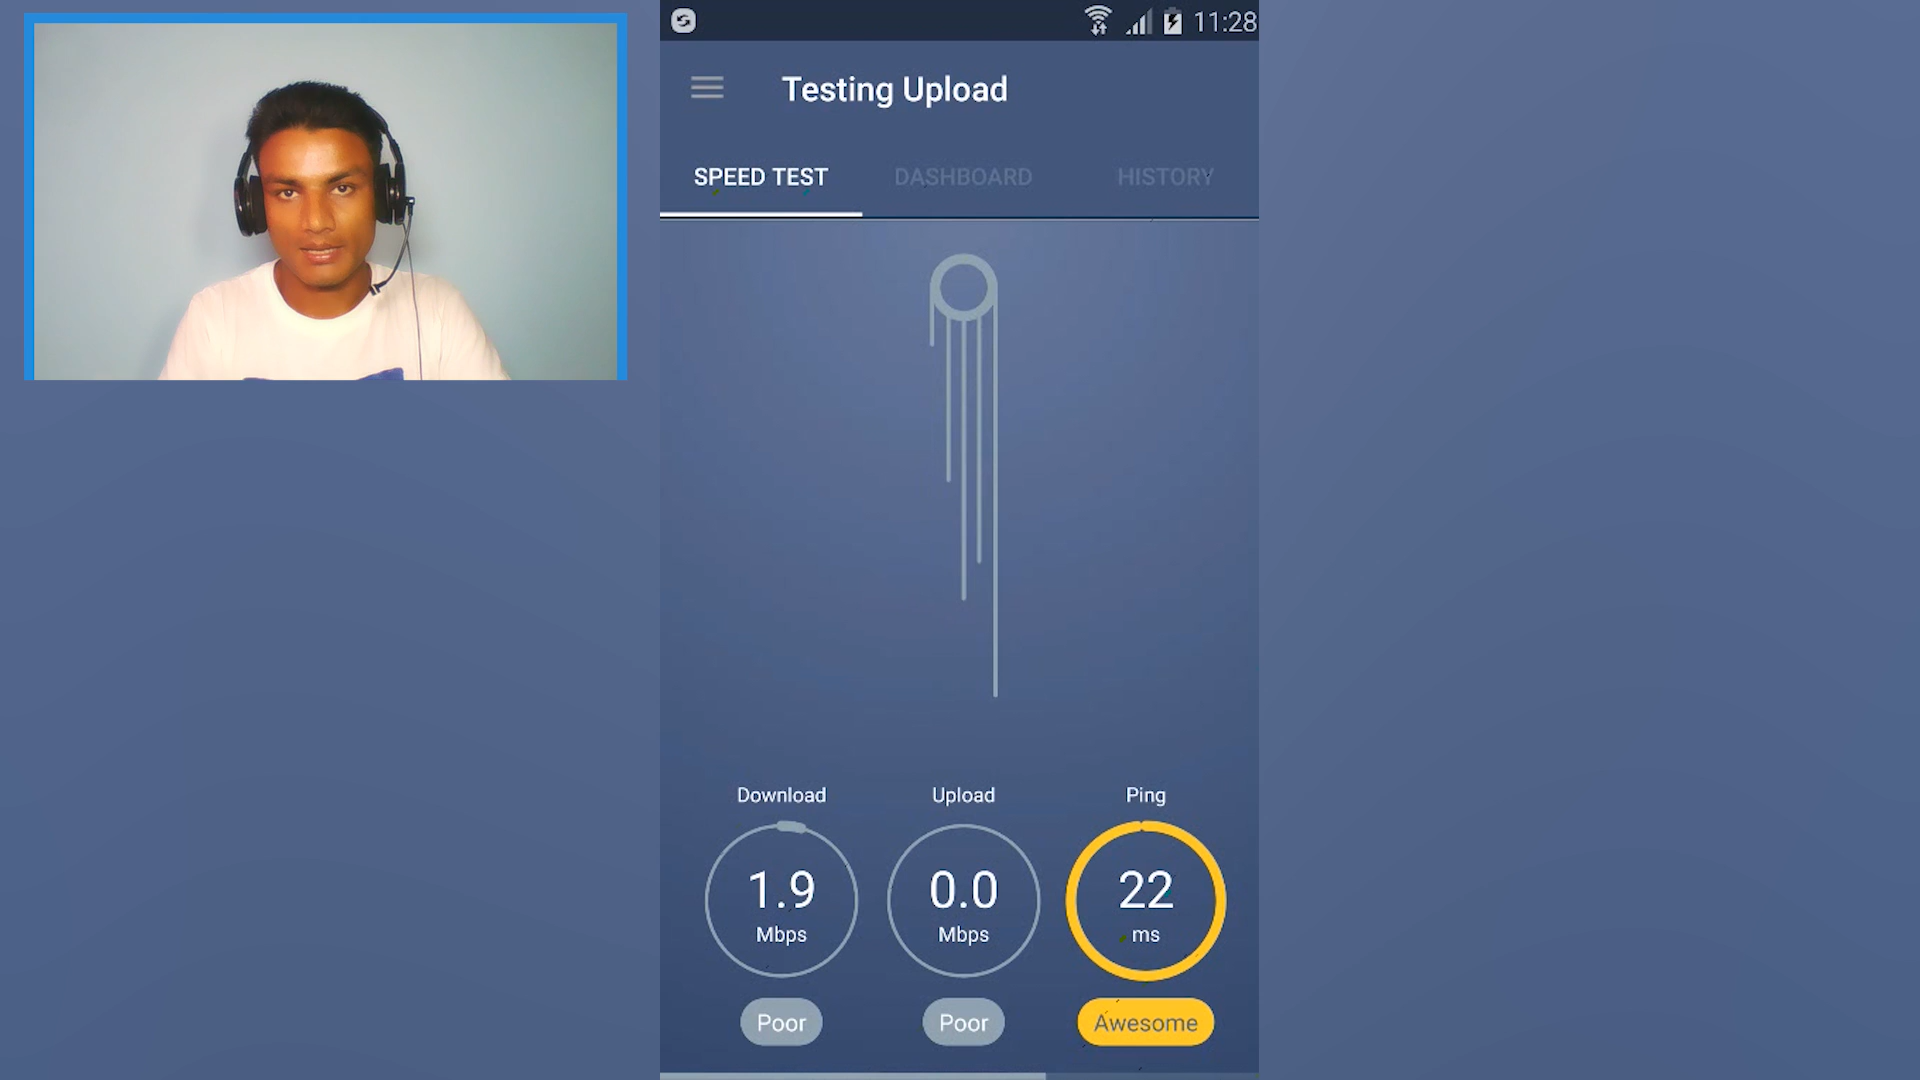 11:28
Testing Upload
SPEED TEST DASHBOARD HISTORY
Download Upload Ping
1.9 0.0 22
Mbps Mbps ms
Poor Poor Awesome